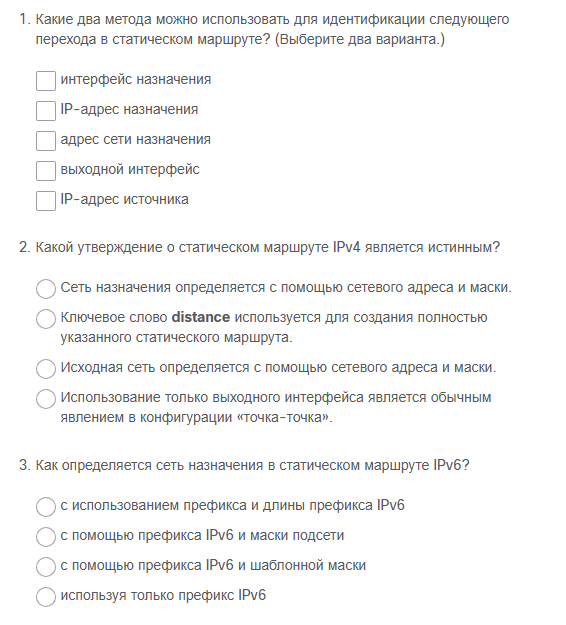 1. Какие два метода можно использовать для идентификации следующего
перехода в статическом маршруте? (Выберите два варианта.)
интерфейс назначения
IP-адрес назначения
адрес сети назначения
выходной интерфейс
IP-адрес источника
2. Какой утверждение о статическом маршруте IPv4 является истинным?
Сеть назначения определяется с помощью сетевого адреса и маски.
Ключевое слово distance используется для создания полностью
указанного статического маршрута.
Исходная сеть определяется с помощью сетевого адреса и маски.
Использование только выходного интерфейса является обычным
явлением в конфигурации «точка-точка».
3. Как определяется сеть назначения в статическом маршруте IPv6?
с использованием префикса и длины префикса IPv6
с помощью префикса IPv6 и маски подсети
с помощью префикса IPv6 и шаблонной маски
используя только префикс IPv6